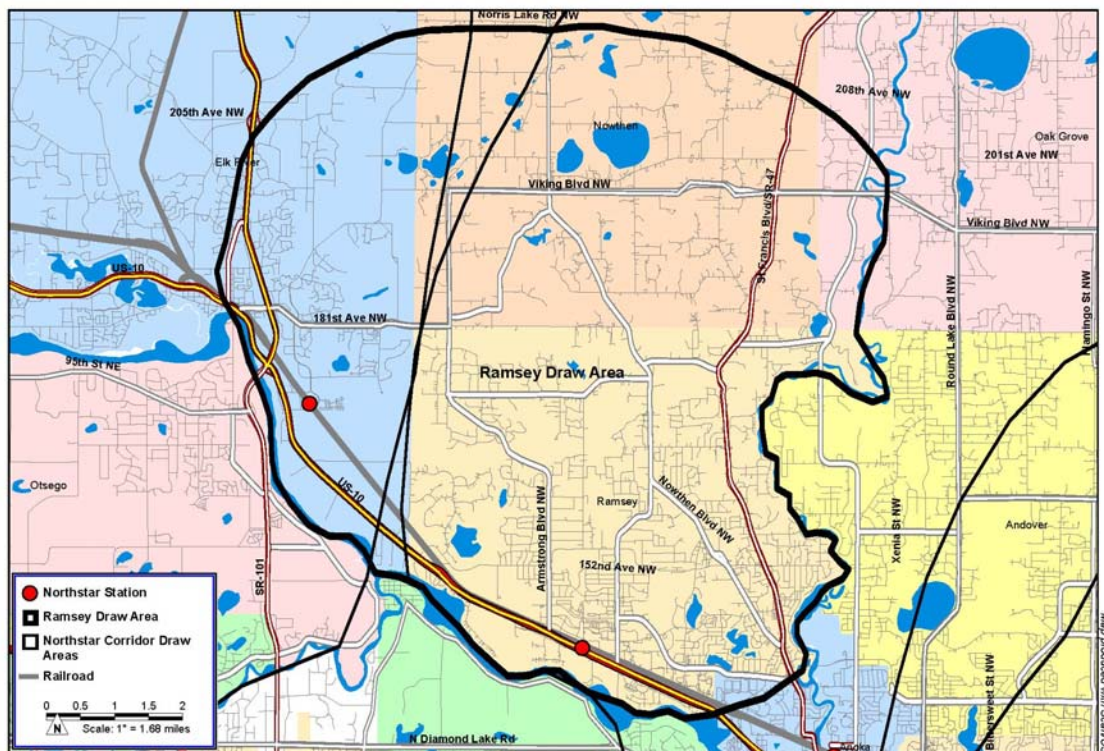 Norris Lake Rd NW
208th Ave NW
205th Ave NW
Nowthen
Oak Grove
Elk River
201st Ave NW
Viking Blvd NW
St Francis Blvd/SR-47
Viking Blvd NW
US-10
181st Ave NW
Round Lake Blvd NW
Flamingo St NW
95th St NE
Ramsey Draw Area
US-10
Otsego
Ramsey
Nowthen Blvd NW
Xenia St NW
Andover
Armstrong Blvd NW
152nd Ave NW
SR-101
Northstar Station
Ramsey Draw Area
Northstar Corridor Draw
Areas
Railroad
0 .5 1 1.5 2
N
Scale: 1" = 1.68 miles
N Diamond Lake Rd
Anoka